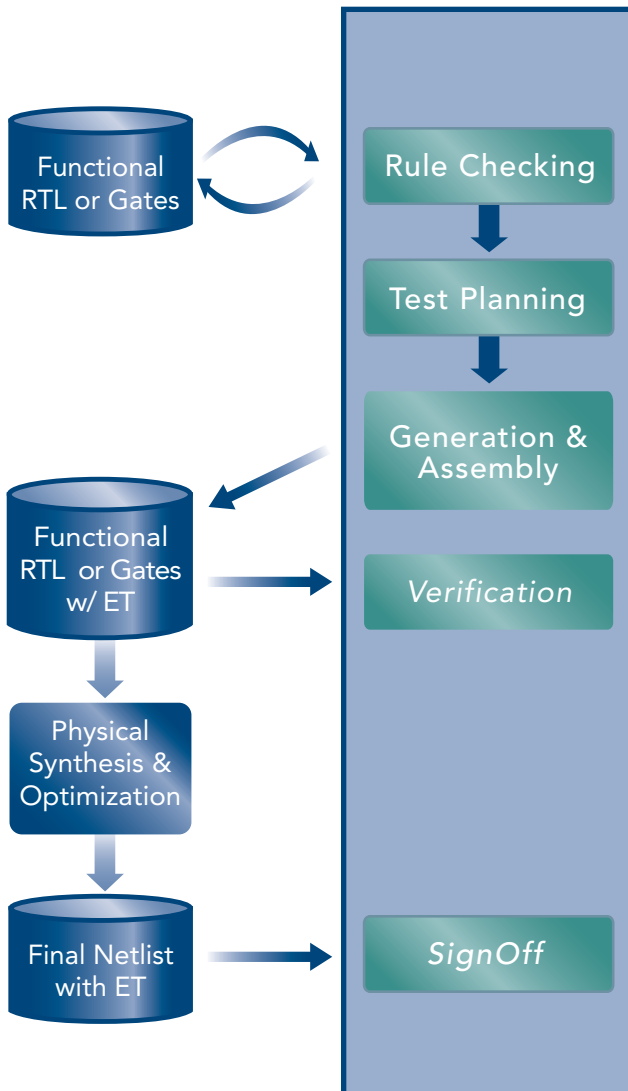 Functional
RTL or Gates
Rule Checking
Test Planning
Generation &
Assembly
Functional
RTL or Gates
w/ ET
Verification
Physical
Synthesis &
Optimization
Final Netlist
with ET
SignOff